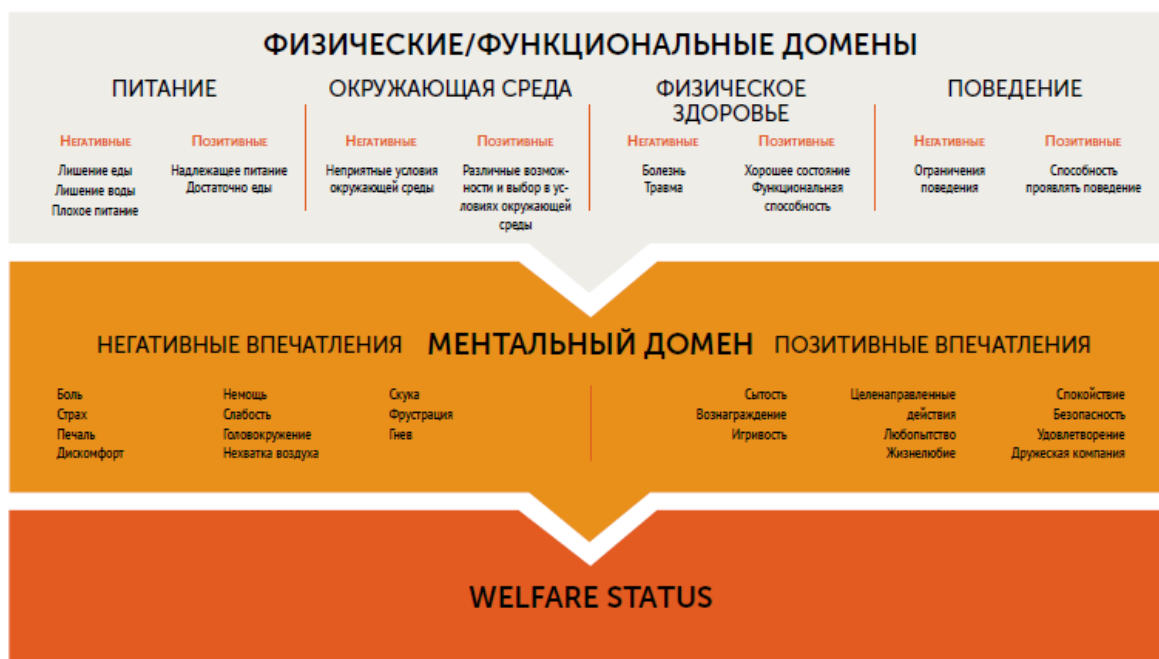 ФИЗИЧЕСКИЕ/ФУНКЦИОНАЛЬНЫЕ ДОМЕНЫ
ПИТАНИЕ
Негативные
Лишение еды
Лишение воды
Плохое питание
Позитивные
Надлежащее питание
Достаточно еды
ОКРУЖАЮЩАЯ СРЕДА
Негативные
Неприятные условия
окружающей среды
Позитивные
Различные возмож-
ности и выбор в ус-
ловиях окружающей
среды
ФИЗИЧЕСКОЕ
ЗДОРОВЬЕ
Негативные
Болезнь
Травма
Позитивные
Хорошее состояние
Функциональная
способность
ПОВЕДЕНИЕ
Негативные
Ограничения
поведения
Позитивные
Способность
проявлять поведение
НЕГАТИВНЫЕ ВПЕЧАТЛЕНИЯ МЕНТАЛЬНЫЙ ДОМЕН ПОЗИТИВНЫЕ ВПЕЧАТЛЕНИЯ
Боль
Страх
Печаль
Дискомфорт
Немощь
Слабость
Головокружение
Нехватка воздуха
Скука
Фрустрация
Гнев
Сытость
Вознаграждение
Игривость
Целенаправленные
действия
Любопытство
Жизнелюбие
Спокойствие
Безопасность
Удовлетворение
Дружеская компания
WELFARE STATUS